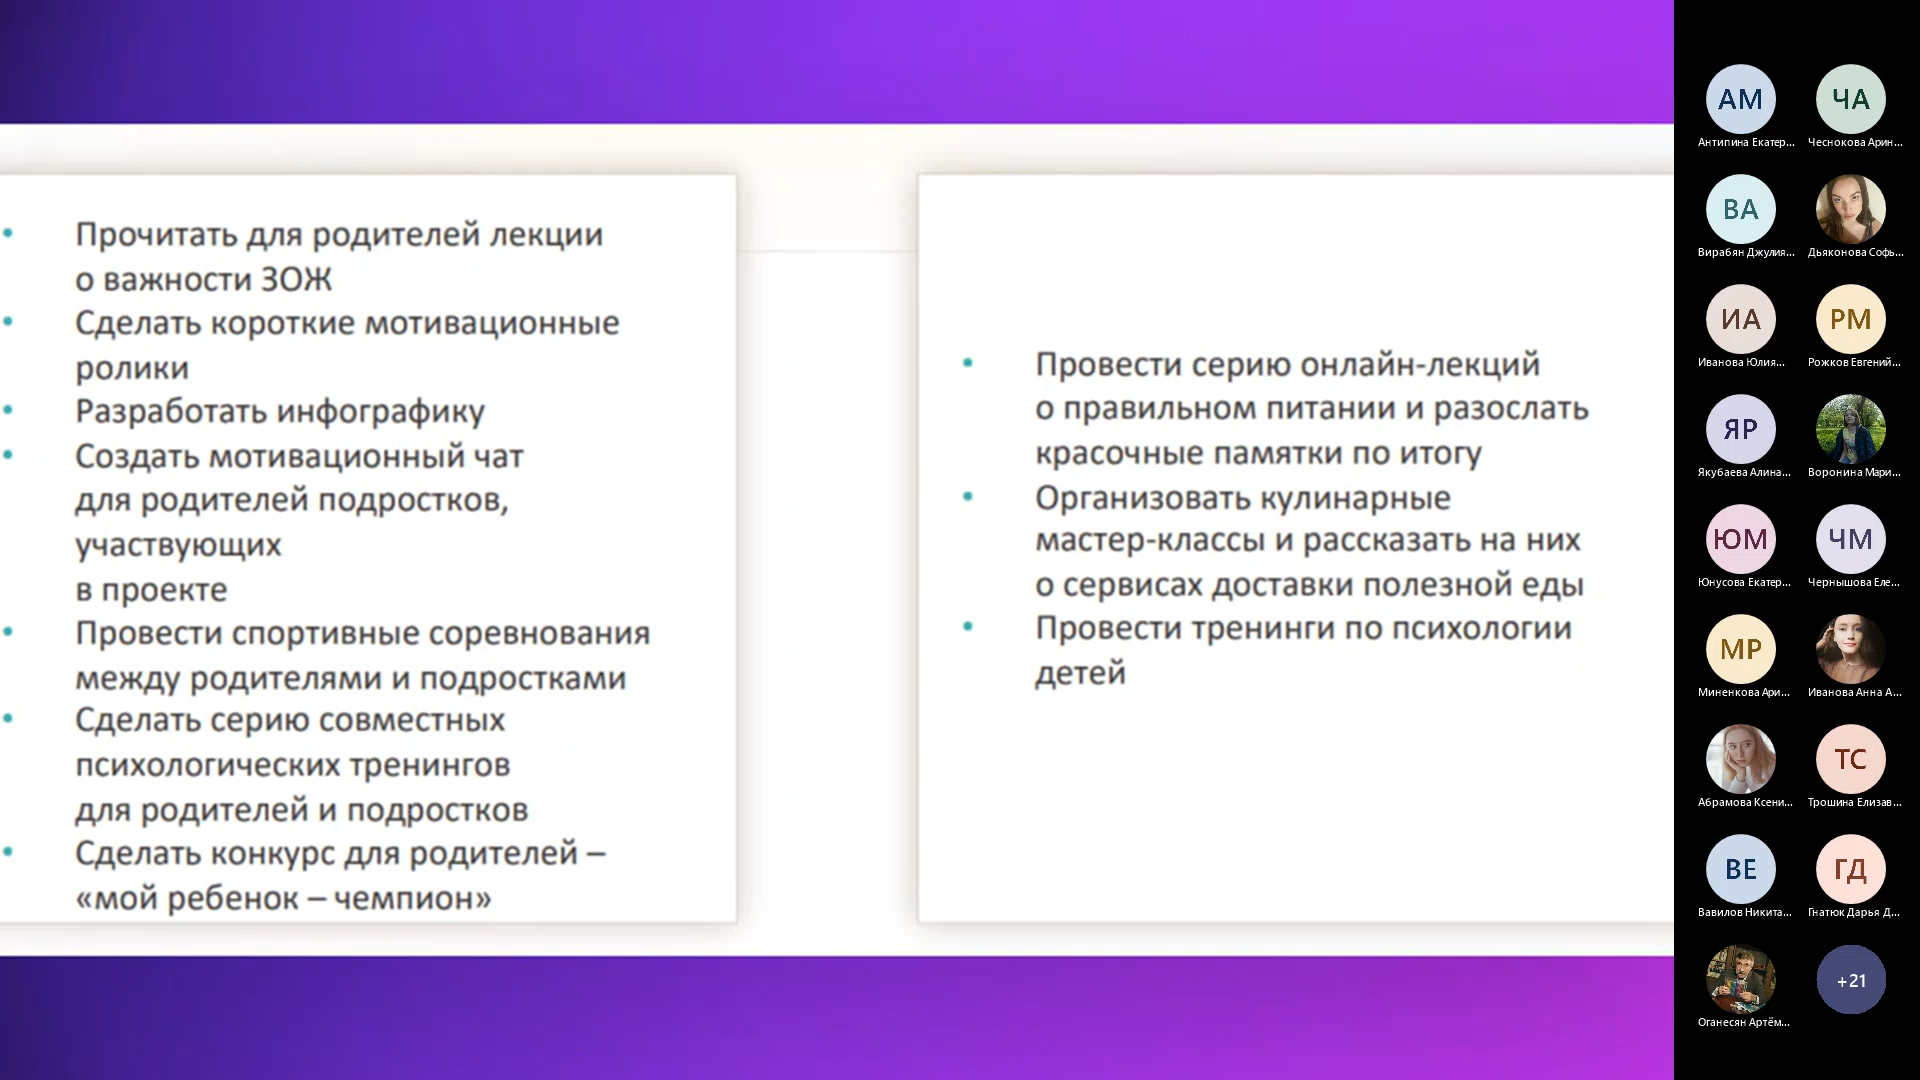 • Прочитать для родителей лекции
о важности ЗОЖ
• Сделать короткие мотивационные
ролики
• Разработать инфографику
• Создать мотивационный чат
для родителей подростков,
участвующих
в проекте
• Провести спортивные соревнования
между родителями и подростками
• Сделать серию совместных
психологических тренингов
для родителей и подростков
• Сделать конкурс для родителей –
«мой ребенок – чемпион»
• Провести серию онлайн-лекций
о правильном питании и разослать
красочные памятки по итогу
• Организовать кулинарные
мастер-классы и рассказать на них
о сервисах доставки полезной еды
• Провести тренинги по психологии
детей
АМ
Антипина Екатер...
ЧА
Чеснокова Арин...
ВА
Вирабян Джулия...
Дьяконова Софь...
ИА
Иванова Юлия...
РМ
Рожков Евгений...
ЯР
Якубаева Алина...
Воронина Мари...
ЮМ
Юнусова Екатер...
ЧМ
Чернышова Еле...
МР
Миненкова Ари...
Иванова Анна А...
Абрамова Ксени...
ТС
Трошина Елизав...
ВЕ
Вавилов Никита...
ГД
Гнатюк Дарья Д...
Оганесян Артём...
+21